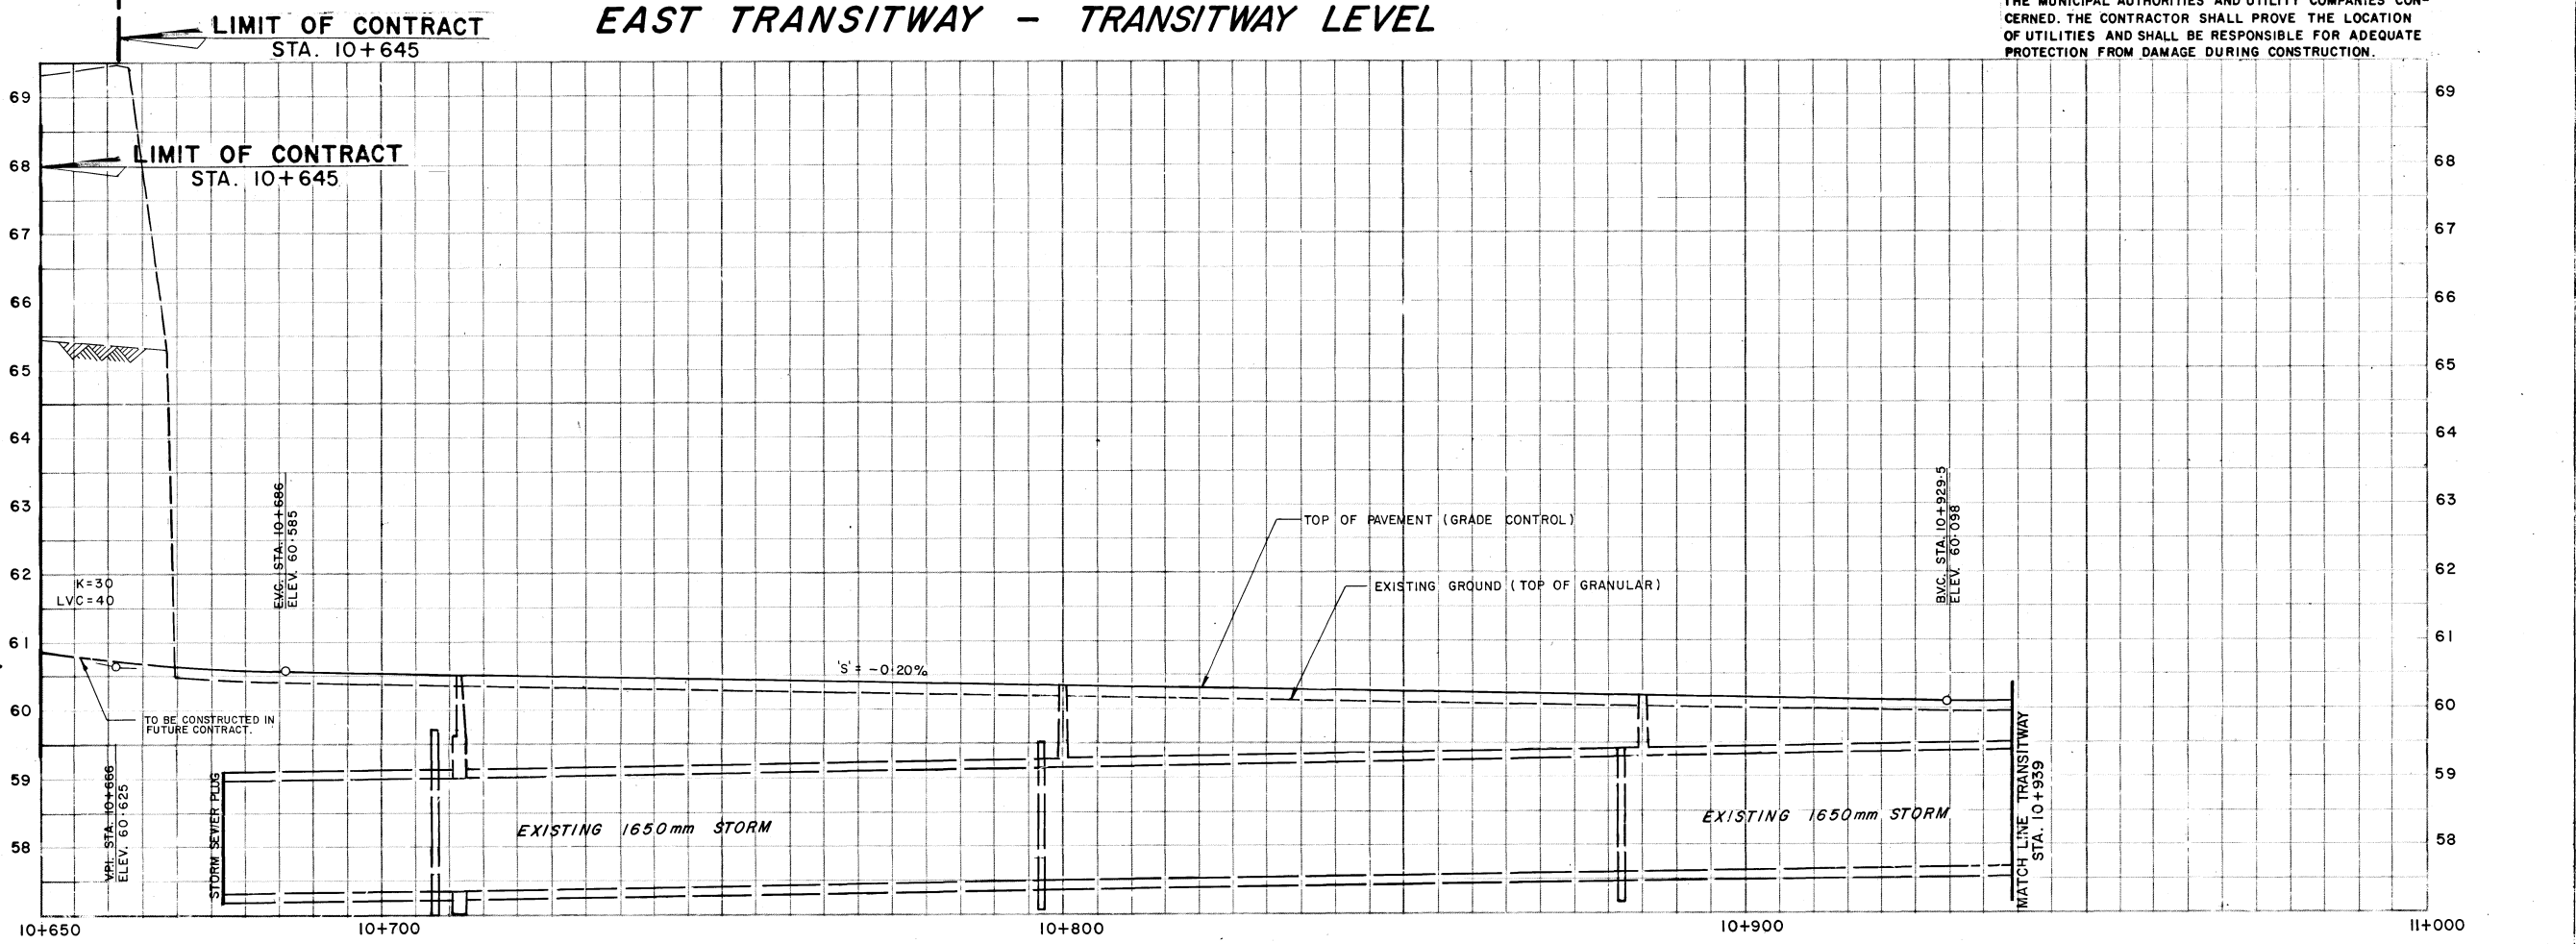 EAST TRANSITWAY - TRANSITWAY LEVEL
LIMIT OF CONTRACT
STA. 10+645
THE MUNICIPAL AUTHORITIES AND UTILITY COMPANIES CON-
CERNED. THE CONTRACTOR SHALL PROVE THE LOCATION
OF UTILITIES AND SHALL BE RESPONSIBLE FOR ADEQUATE
PROTECTION FROM DAMAGE DURING CONSTRUCTION.
69
69
LIMIT OF CONTRACT
STA. 10+645
68
68
67
67
66
66
65
65
64
64
63
63
E.V.C. STA. 10+686
ELEV. 60.585
B.V.C. STA. 10+929.5
ELEV. 60.098
TOP OF PAVEMENT (GRADE CONTROL)
62
62
K=30
LVC=40
EXISTING GROUND (TOP OF GRANULAR)
61
61
'S' = -0.20%
60
60
TO BE CONSTRUCTED IN
FUTURE CONTRACT.
59
59
V.P.I. STA. 10+666
ELEV. 60.625
STORM SEWER PLUG
EXISTING 1650mm STORM
EXISTING 1650mm STORM
MATCH LINE TRANSITWAY
STA. 10+939
58
58
10+650
10+700
10+800
10+900
11+000